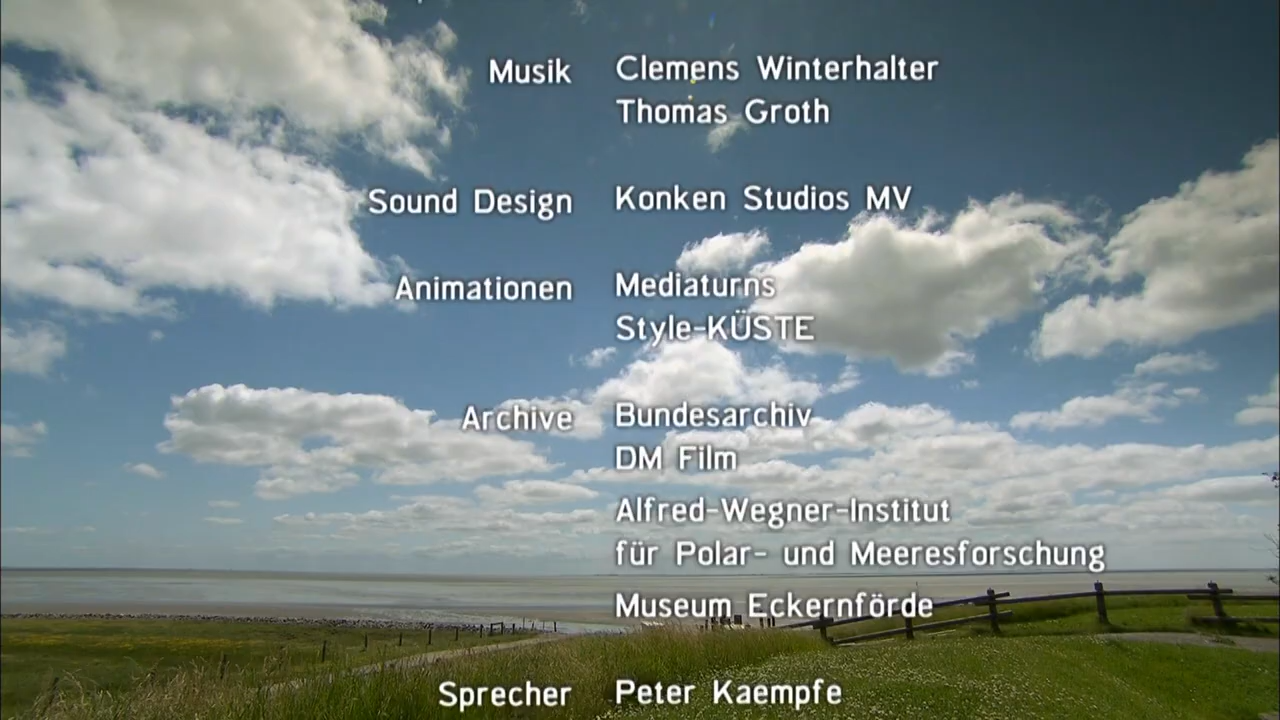 Musik Clemens Winterhalter
Thomas Groth
Sound Design Konken Studios MV
Animationen Mediaturns
Style-KÜSTE
Archive Bundesarchiv
DM Film
Alfred-Wegner-Institut
für Polar- und Meeresforschung
Museum Eckernförde
Sprecher Peter Kaempfe